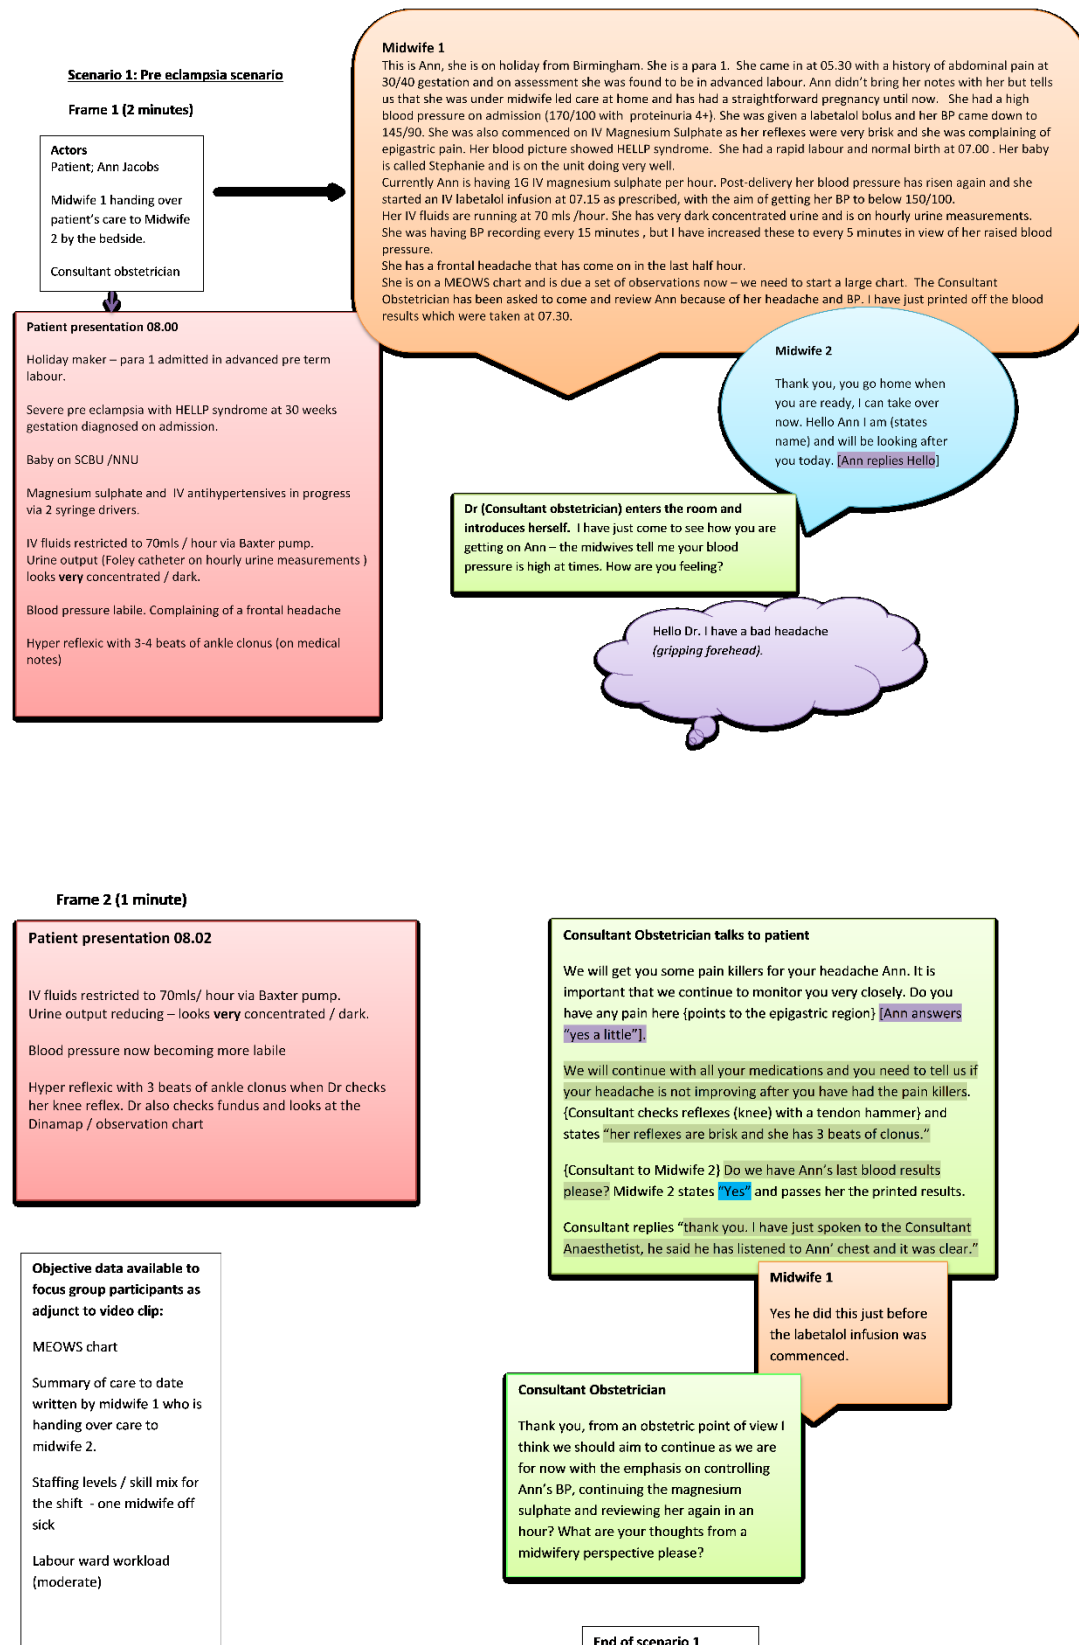 Scenario 1: Pre eclampsia scenario
Frame 1 (2 minutes)
Actors
Patient; Ann Jacobs
Midwife 1 handing over
patient's care to Midwife
2 by the bedside.
Consultant obstetrician
Midwife 1
This is Ann, she is on holiday from Birmingham. She is a para 1.  She came in at 05.30 with a history of abdominal pain at
30/40 gestation and on assessment she was found to be in advanced labour. Ann didn't bring her notes with her but tells
us that she was under midwife led care at home and has had a straightforward pregnancy until now.   She had a high
blood pressure on admission (170/100 with  proteinuria 4+). She was given a labetalol bolus and her BP came down to
145/90. She was also commenced on IV Magnesium Sulphate as her reflexes were very brisk and she was complaining of
epigastric pain. Her blood picture showed HELLP syndrome.  She had a rapid labour and normal birth at 07.00 . Her baby
is called Stephanie and is on the unit doing very well.
Currently Ann is having 1G IV magnesium sulphate per hour. Post-delivery her blood pressure has risen again and she
started an IV labetalol infusion at 07.15 as prescribed, with the aim of getting her BP to below 150/100.
Her IV fluids are running at 70 mls /hour. She has very dark concentrated urine and is on hourly urine measurements.
She was having BP recording every 15 minutes , but I have increased these to every 5 minutes in view of her raised blood
pressure.
She has a frontal headache that has come on in the last half hour.
She is on a MEOWS chart and is due a set of observations now – we need to start a large chart.  The Consultant
Obstetrician has been asked to come and review Ann because of her headache and BP. I have just printed off the blood
results which were taken at 07.30.
Patient presentation 08.00
Holiday maker – para 1 admitted in advanced pre term
labour.
Severe pre eclampsia with HELLP syndrome at 30 weeks
gestation diagnosed on admission.
Baby on SCBU /NNU
Magnesium sulphate and  IV antihypertensives in progress
via 2 syringe drivers.
IV fluids restricted to 70mls / hour via Baxter pump.
Urine output (Foley catheter on hourly urine measurements )
looks very concentrated / dark.
Blood pressure labile. Complaining of a frontal headache
Hyper reflexic with 3-4 beats of ankle clonus (on medical
notes)
Midwife 2
Thank you, you go home when
you are ready, I can take over
now. Hello Ann I am (states
name) and will be looking after
you today. [Ann replies Hello]
Dr (Consultant obstetrician) enters the room and
introduces herself.  I have just come to see how you are
getting on Ann – the midwives tell me your blood
pressure is high at times. How are you feeling?
Hello Dr. I have a bad headache
(gripping forehead).
Frame 2 (1 minute)
Patient presentation 08.02
IV fluids restricted to 70mls/ hour via Baxter pump.
Urine output reducing – looks very concentrated / dark.
Blood pressure now becoming more labile
Hyper reflexic with 3 beats of ankle clonus when Dr checks
her knee reflex. Dr also checks fundus and looks at the
Dinamap / observation chart
Consultant Obstetrician talks to patient
We will get you some pain killers for your headache Ann. It is
important that we continue to monitor you very closely. Do you
have any pain here {points to the epigastric region} [Ann answers
"yes a little"].
We will continue with all your medications and you need to tell us if
your headache is not improving after you have had the pain killers.
{Consultant checks reflexes (knee) with a tendon hammer} and
states "her reflexes are brisk and she has 3 beats of clonus."
{Consultant to Midwife 2} Do we have Ann's last blood results
please? Midwife 2 states "Yes" and passes her the printed results.
Consultant replies "thank you. I have just spoken to the Consultant
Anaesthetist, he said he has listened to Ann' chest and it was clear."
Midwife 1
Yes he did this just before
the labetalol infusion was
commenced.
Consultant Obstetrician
Thank you, from an obstetric point of view I
think we should aim to continue as we are
for now with the emphasis on controlling
Ann's BP, continuing the magnesium
sulphate and reviewing her again in an
hour? What are your thoughts from a
midwifery perspective please?
Objective data available to
focus group participants as
adjunct to video clip:
MEOWS chart
Summary of care to date
written by midwife 1 who is
handing over care to
midwife 2.
Staffing levels / skill mix for
the shift  - one midwife off
sick
Labour ward workload
(moderate)
End of scenario 1